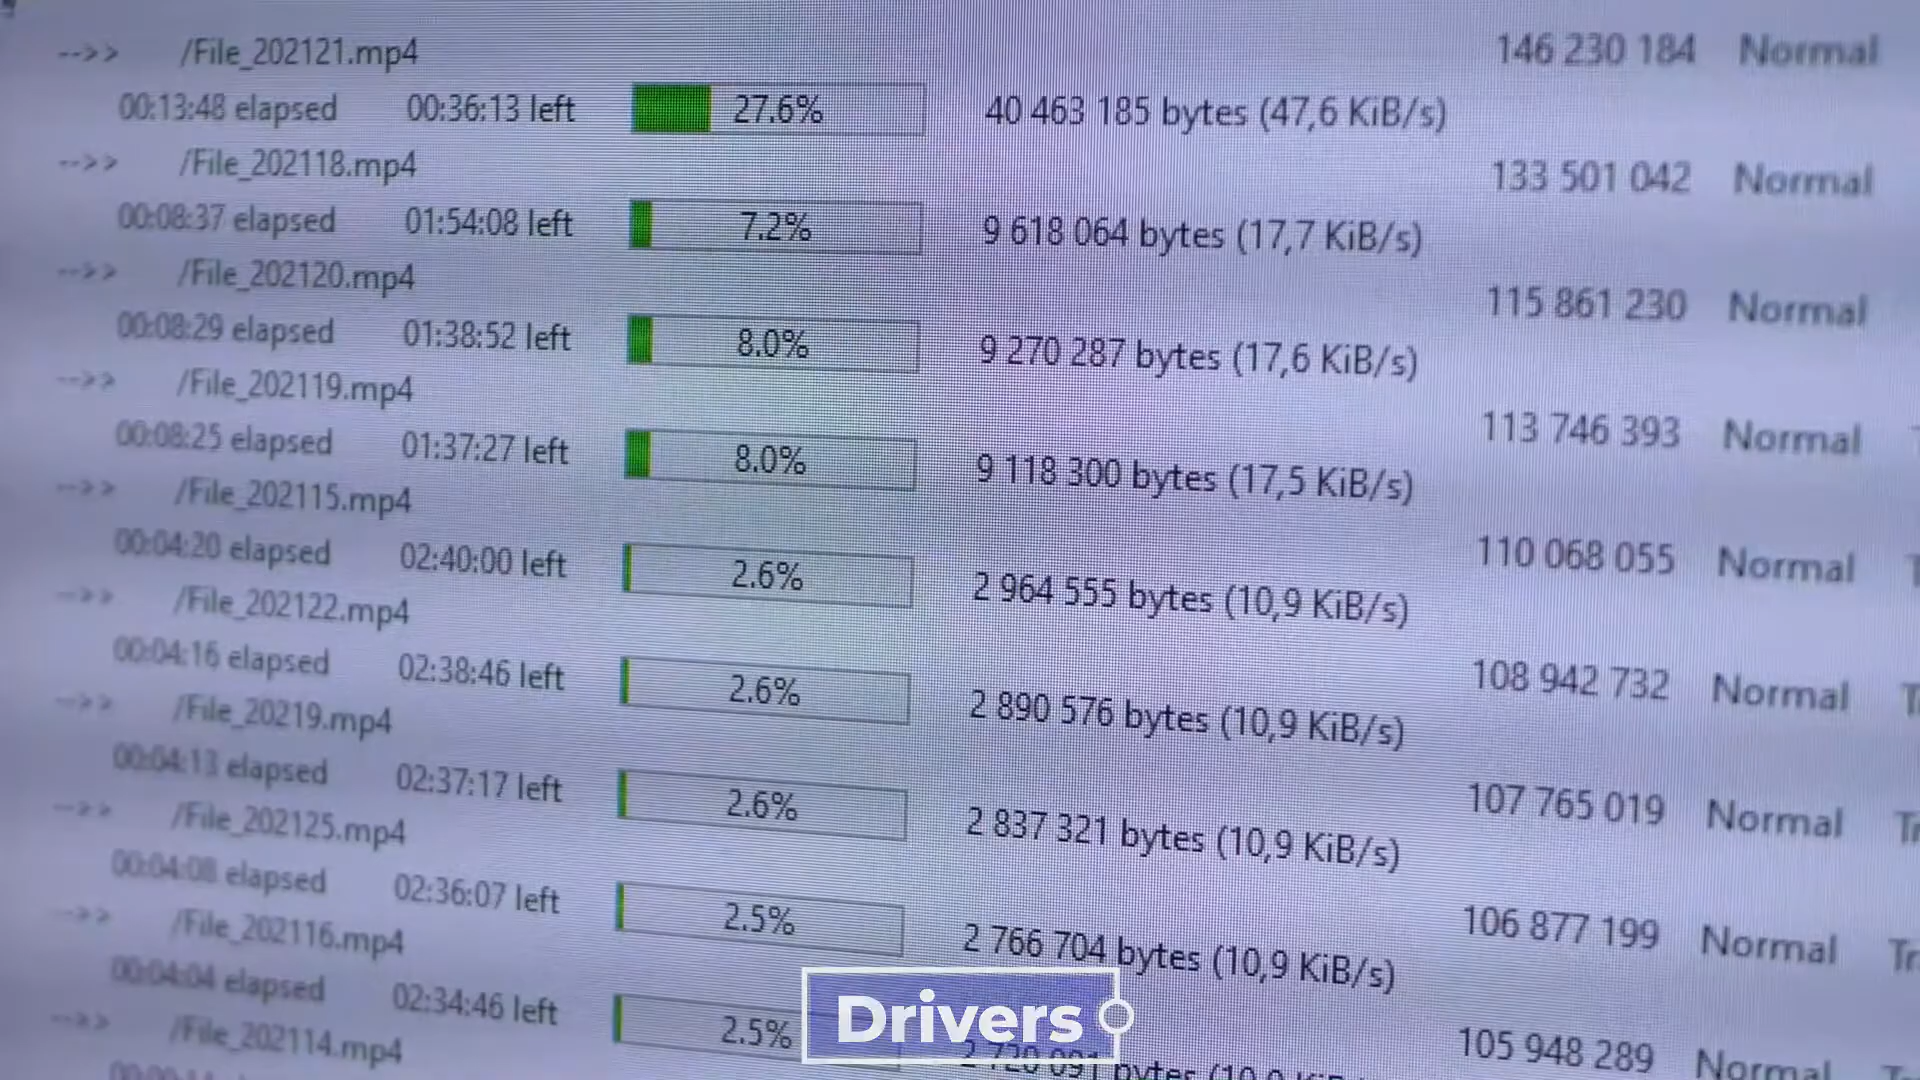 -->> /File_202121.mp4 146 230 184 Normal
00:13:48 elapsed 00:36:13 left 27.6% 40 463 185 bytes (47,6 KiB/s)
-->> /File_202118.mp4 133 501 042 Normal
00:08:37 elapsed 01:54:08 left 7.2% 9 618 064 bytes (17,7 KiB/s)
-->> /File_202120.mp4 115 861 230 Normal
00:08:29 elapsed 01:38:52 left 8.0% 9 270 287 bytes (17,6 KiB/s)
-->> /File_202119.mp4 113 746 393 Normal
00:08:25 elapsed 01:37:27 left 8.0% 9 118 300 bytes (17,5 KiB/s)
-->> /File_202115.mp4 110 068 055 Normal
00:04:20 elapsed 02:40:00 left 2.6% 2 964 555 bytes (10,9 KiB/s)
-->> /File_202122.mp4 108 942 732 Normal
00:04:16 elapsed 02:38:46 left 2.6% 2 890 576 bytes (10,9 KiB/s)
-->> /File_20219.mp4 107 765 019 Normal
00:04:13 elapsed 02:37:17 left 2.6% 2 837 321 bytes (10,9 KiB/s)
-->> /File_202125.mp4 106 877 199 Normal
00:04:08 elapsed 02:36:07 left 2.5% 2 766 704 bytes (10,9 KiB/s)
-->> /File_202116.mp4 105 948 289 Normal
00:04:04 elapsed 02:34:46 left 2.5% bytes
-->> /File_202114.mp4
Drivers